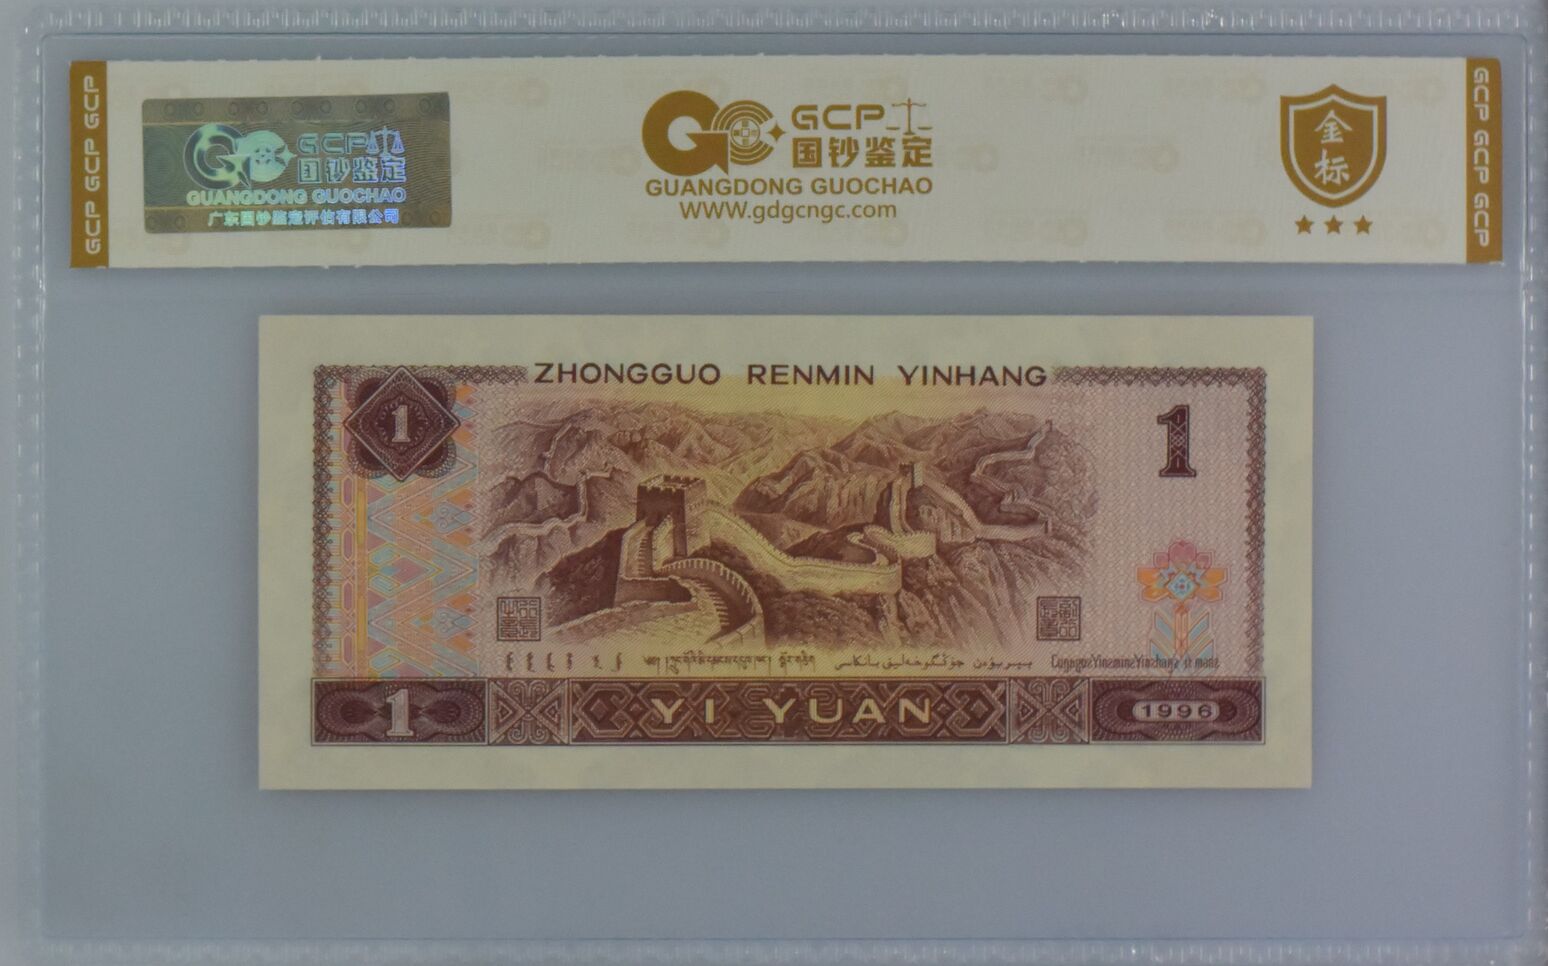 GCP GCP GCP
GCP
国钞鉴定
GUANGDONG GUOCHAO
广东国钞鉴定评估有限公司
GCP
国钞鉴定
GUANGDONG GUOCHAO
WWW.gdgcngc.com
金标
GCP GCP GCP
ZHONGGUO RENMIN YINHANG
1
1
1
YI YUAN
1996